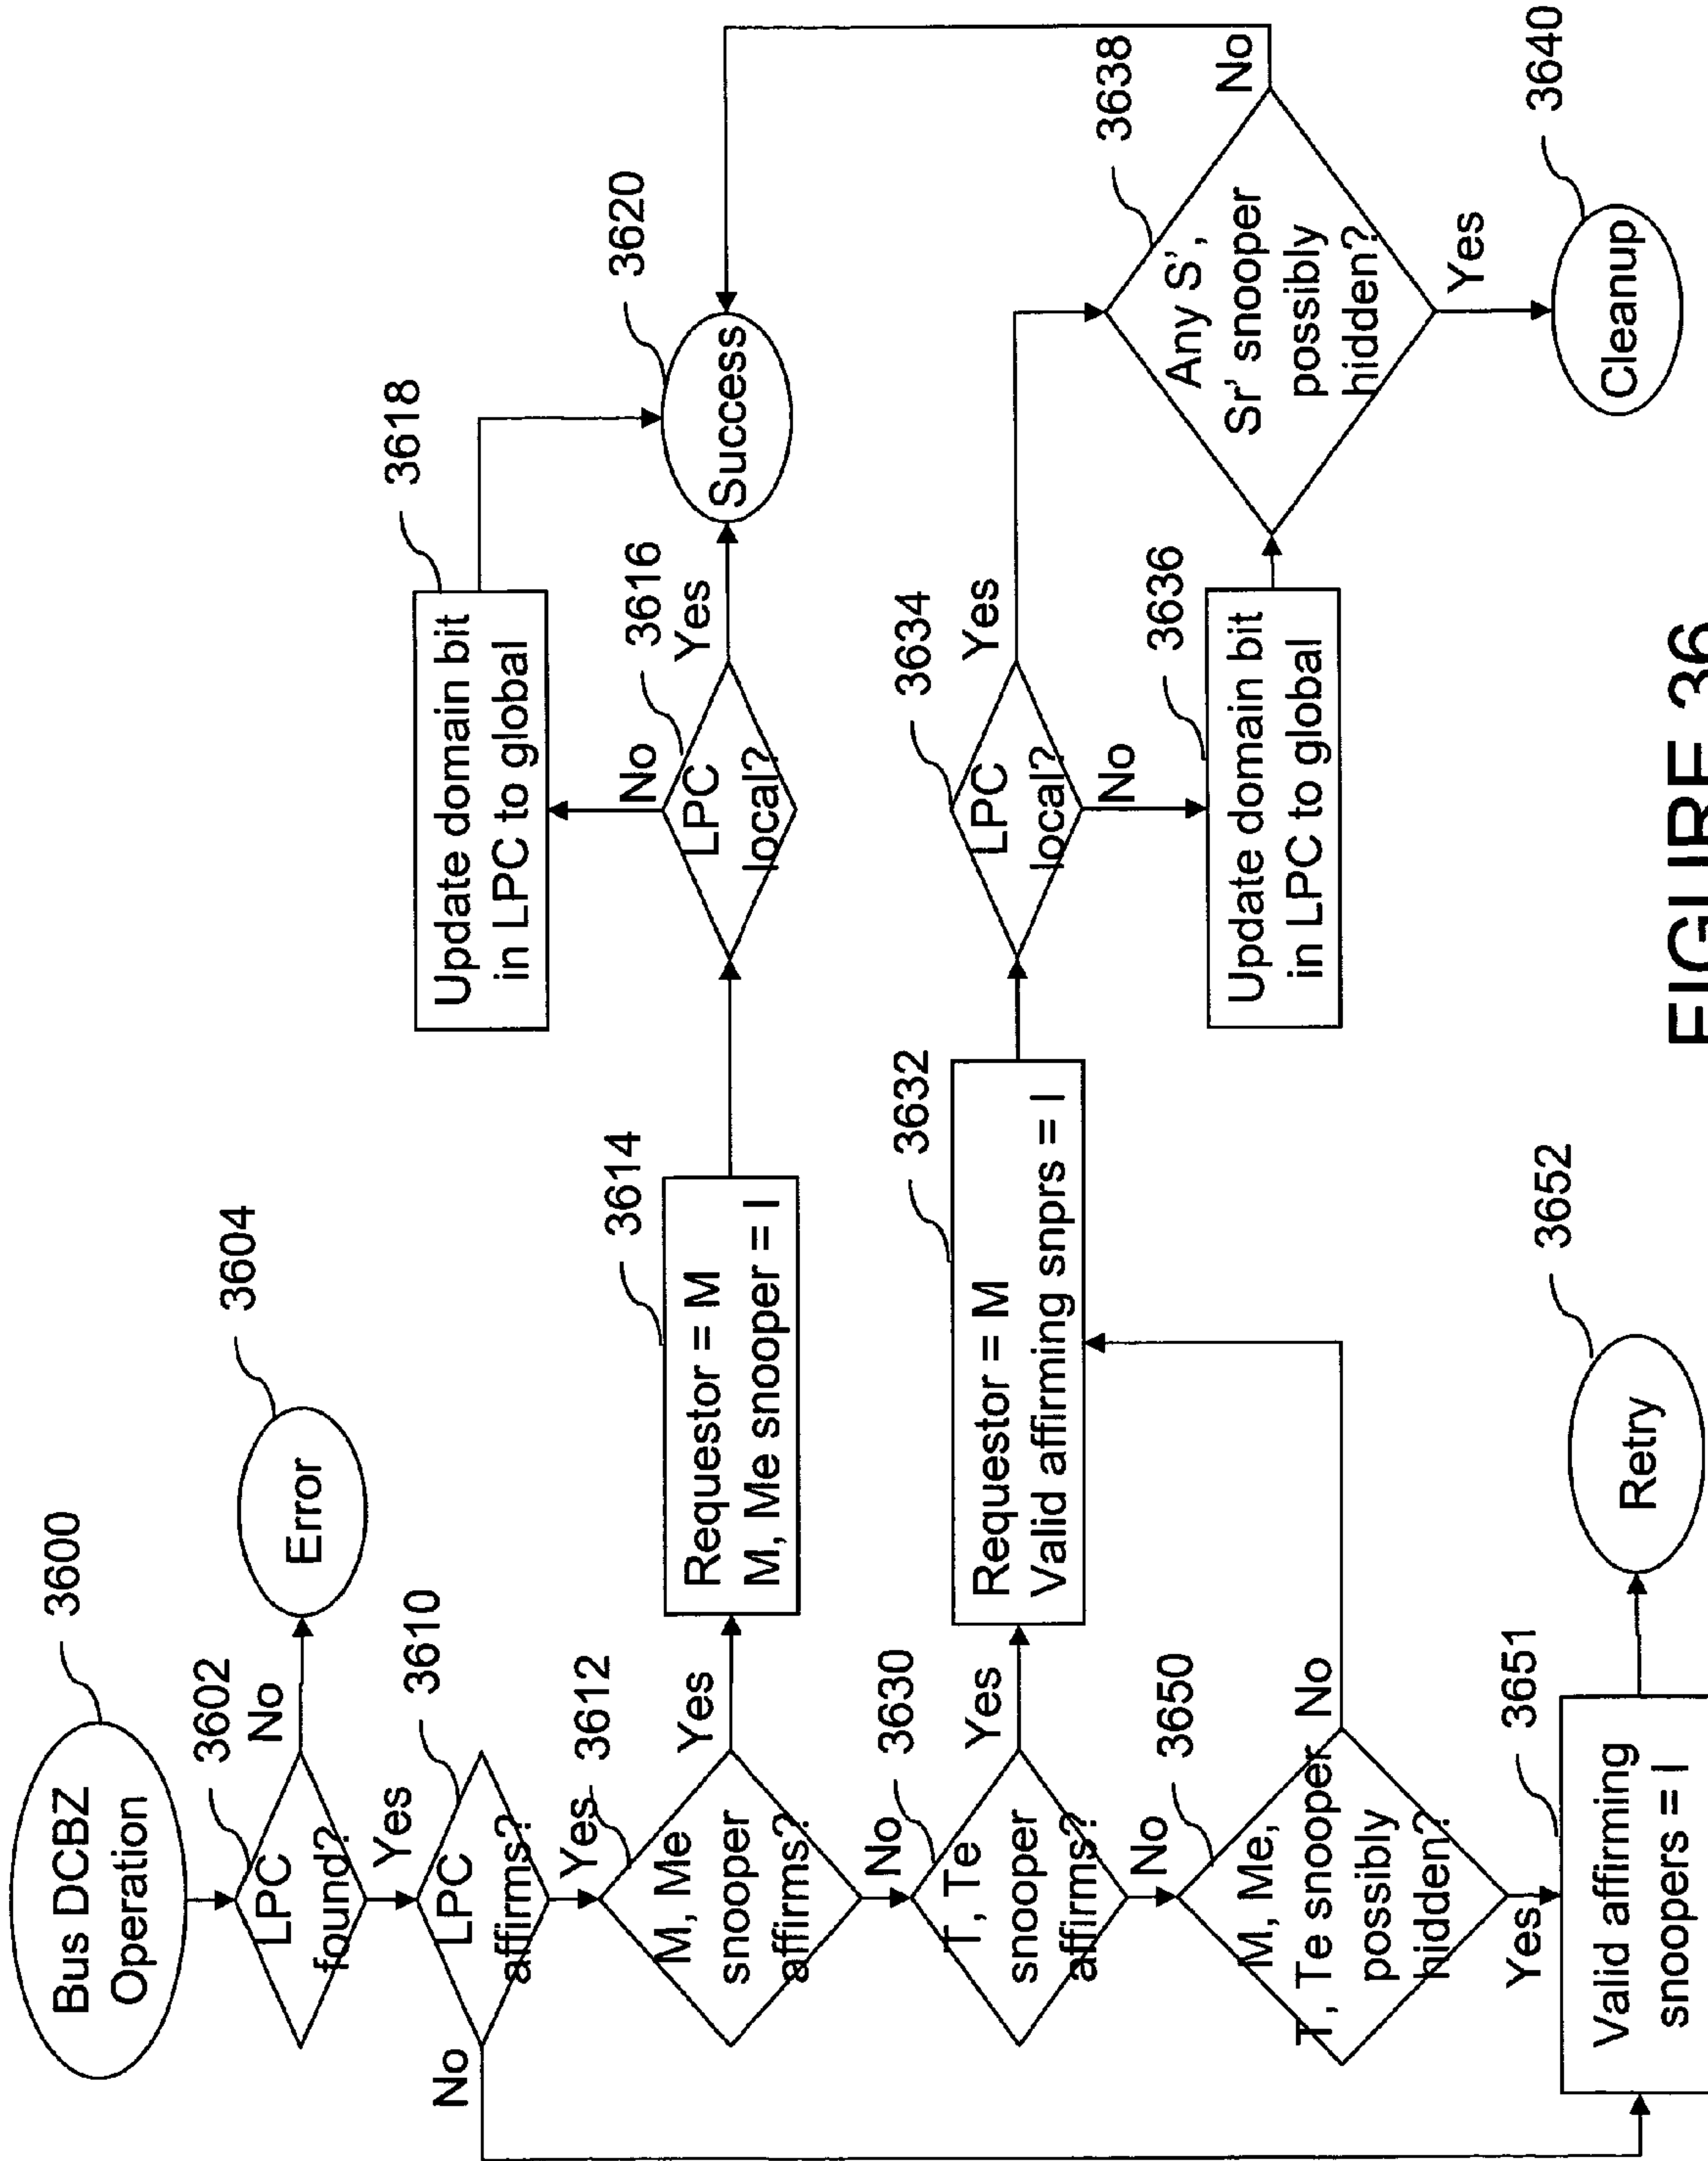 Bus DCBZ
Operation
3600
LPC
found?
3602
No
Error
3604
Yes
LPC
affirms?
3610
No
Yes
M, Me
snooper
affirms?
3612
Yes
Requestor = M
M, Me snooper = I
3614
LPC
local?
3616
No
Yes
Update domain bit
in LPC to global
3618
Success
3620
No
T, Te
snooper
affirms?
3630
Yes
Requestor = M
Valid affirming snprs = I
3632
LPC
local?
3634
Yes
No
Update domain bit
in LPC to global
3636
Any S',
Sr' snooper
possibly
hidden?
3638
No
Yes
Cleanup
3640
No
M, Me,
T, Te snooper
possibly
hidden?
3650
No
Yes
Valid affirming
snoopers = I
3651
Retry
3652
FIGURE 36